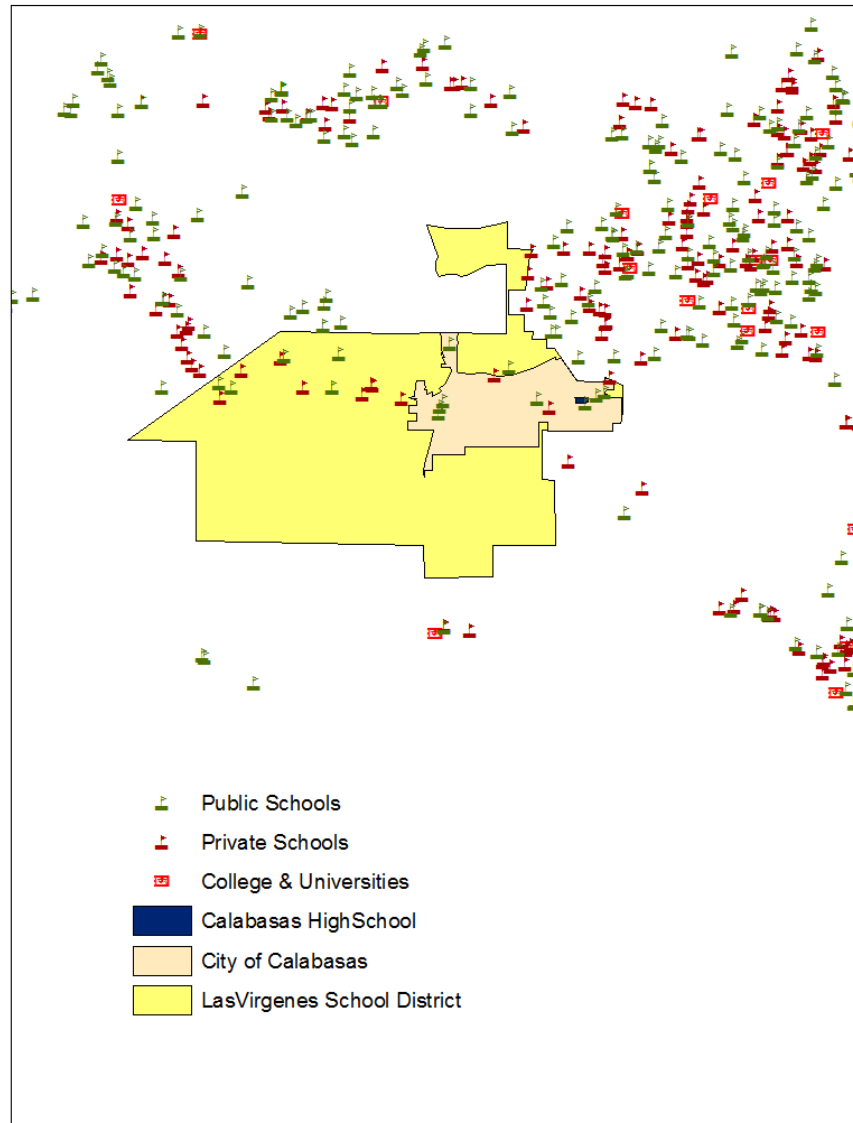 Public Schools
Private Schools
College & Universities
Calabasas HighSchool
City of Calabasas
LasVirgenes School District